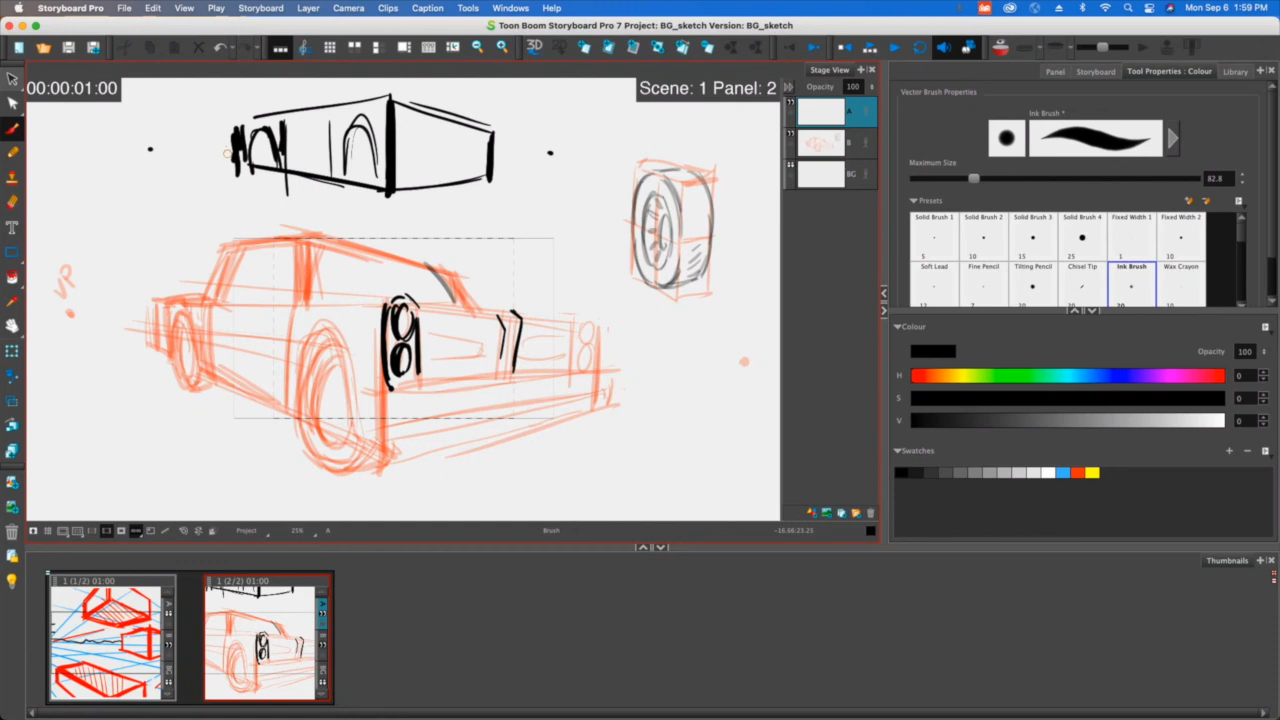 Storyboard Pro File Edit View Play Storyboard Layer Camera Clips Caption Tools Windows Help Mon Sep 6 1:59 PM
Toon Boom Storyboard Pro 7 Project: BG_sketch Version: BG_sketch
3D
00:00:01:00
Scene: 1 Panel: 2
Stage View
Opacity 100
A
B
BG
VP
Panel Storyboard Tool Properties : Colour Library
Vector Brush Properties
Ink Brush
Maximum Size
82.8
Presets
Solid Brush 1 Solid Brush 2 Solid Brush 3 Solid Brush 4 Fixed Width 1 Fixed Width 2
5 10 15 25 1 10
Soft Lead Fine Pencil Tilting Pencil Chisel Tip Ink Brush Wax Crayon
Colour
Opacity 100
H 0
S 0
V 0
Swatches
Project 25% A Brush
Thumbnails
1 (1/2) 01:00
1 (2/2) 01:00